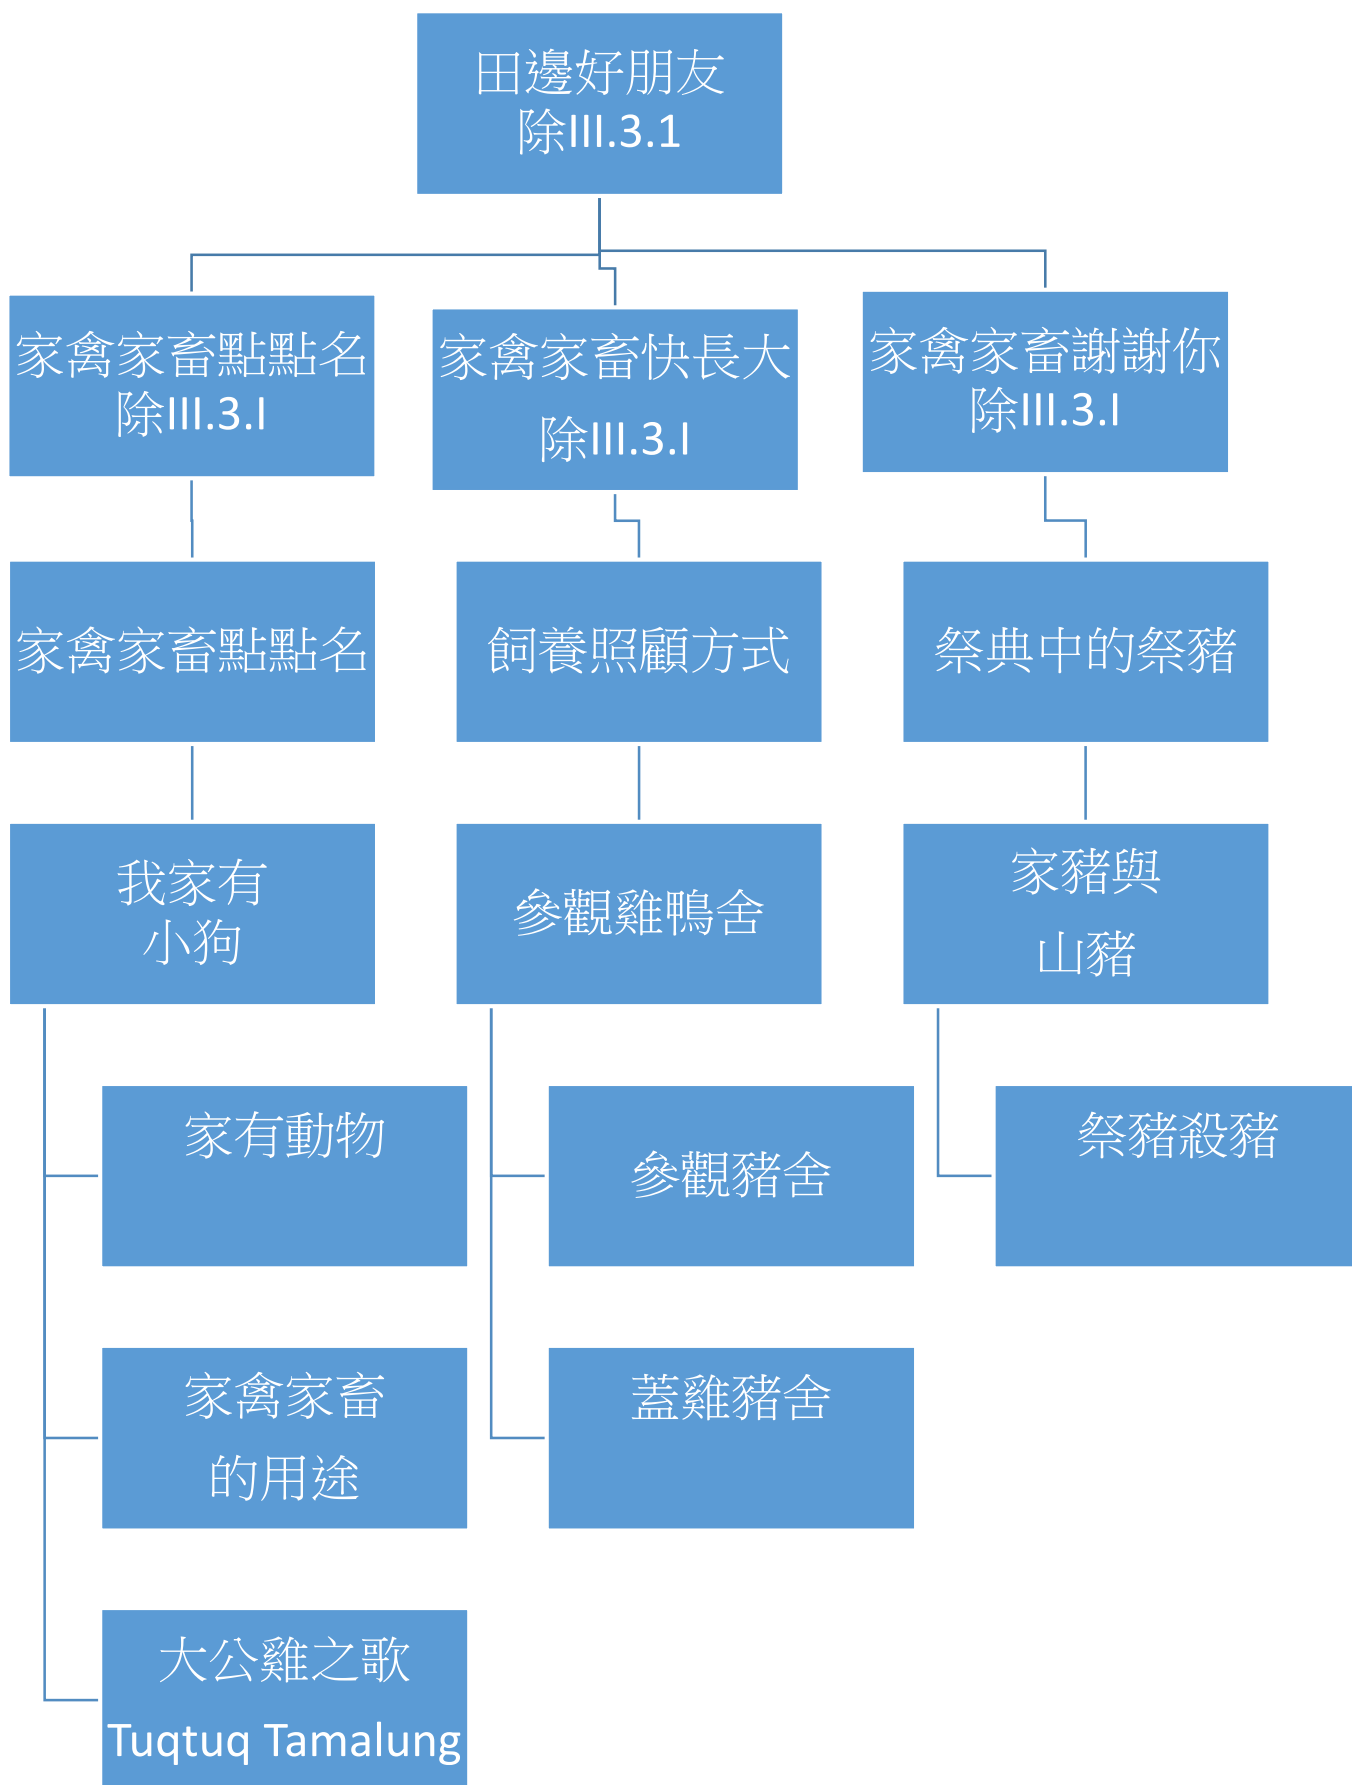 田邊好朋友
除III.3.1
家禽家畜點點名
除III.3.I
家禽家畜快長大
除III.3.I
家禽家畜謝謝你
除III.3.I
家禽家畜點點名
飼養照顧方式
祭典中的祭豬
我家有
小狗
參觀雞鴨舍
家豬與
山豬
家有動物
參觀豬舍
祭豬殺豬
家禽家畜
的用途
蓋雞豬舍
大公雞之歌
Tuqtuq Tamalung